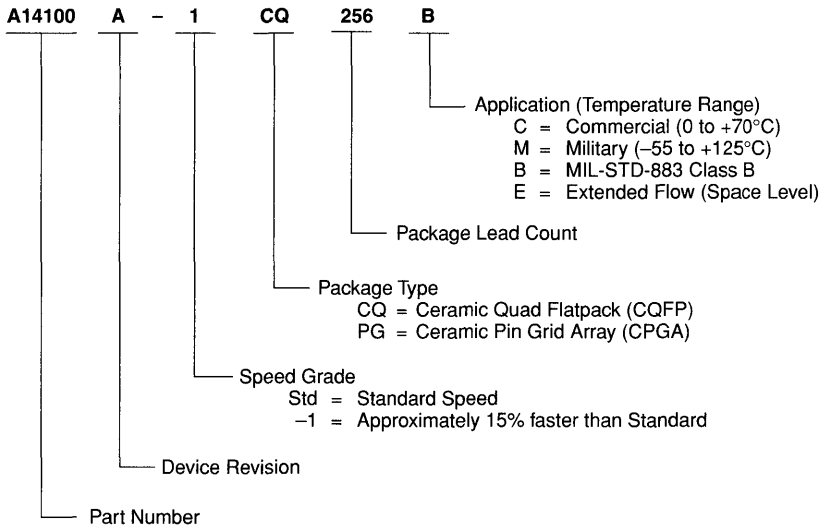 A14100 A – 1 CQ 256 B
Application (Temperature Range)
C = Commercial (0 to +70°C)
M = Military (–55 to +125°C)
B = MIL-STD-883 Class B
E = Extended Flow (Space Level)
Package Lead Count
Package Type
CQ = Ceramic Quad Flatpack (CQFP)
PG = Ceramic Pin Grid Array (CPGA)
Speed Grade
Std = Standard Speed
–1 = Approximately 15% faster than Standard
Device Revision
Part Number